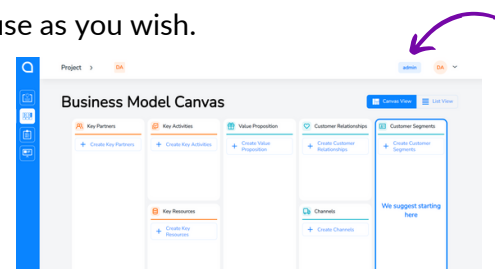 use as you wish.
Project > DA
admin DA
Business Model Canvas
Canvas View
List View
Key Partners
Key Activities
Value Proposition
Customer Relationships
Customer Segments
+ Create Key Partners
+ Create Key Activities
+ Create Value
Proposition
+ Create Customer
Relationships
+ Create Customer
Segments
We suggest starting
here
Key Resources
Channels
+ Create Key
Resources
+ Create Channels